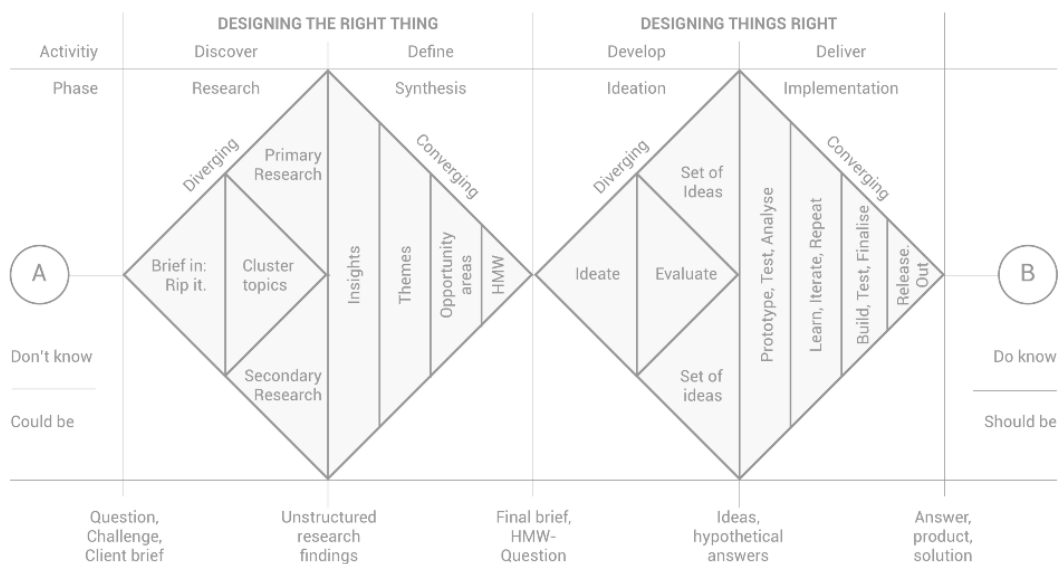 DESIGNING THE RIGHT THING
DESIGNING THINGS RIGHT
Activitiy
Discover
Define
Develop
Deliver
Phase
Research
Synthesis
Ideation
Implementation
Diverging
Primary
Research
Converging
Diverging
Set of
Ideas
Converging
A
Brief in:
Rip it.
Cluster
topics
Insights
Themes
Opportunity
areas
HMW
Ideate
Evaluate
Prototype, Test, Analyse
Learn, Iterate, Repeat
Build, Test, Finalise
Release.
Out
B
Don't know
Could be
Secondary
Research
Set of
ideas
Do know
Should be
Question,
Challenge,
Client brief
Unstructured
research
findings
Final brief,
HMW-
Question
Ideas,
hypothetical
answers
Answer,
product,
solution